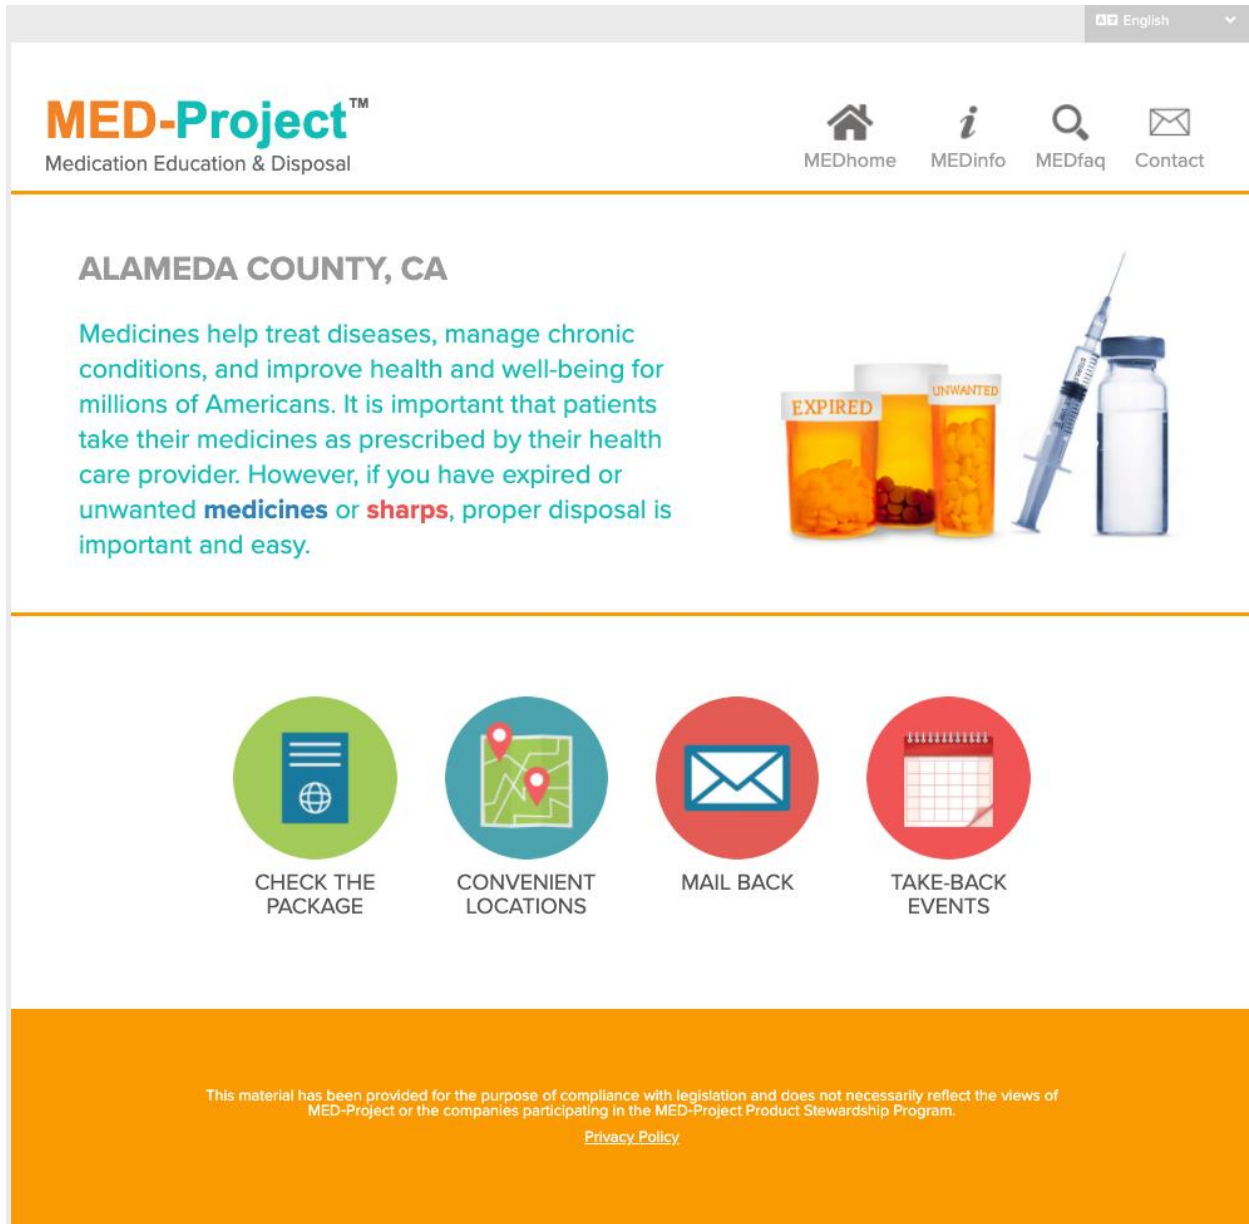 English
MED-Project™
Medication Education & Disposal
MEDhome MEDinfo MEDfaq Contact
ALAMEDA COUNTY, CA
Medicines help treat diseases, manage chronic
conditions, and improve health and well-being for
millions of Americans. It is important that patients
take their medicines as prescribed by their health
care provider. However, if you have expired or
unwanted medicines or sharps, proper disposal is
important and easy.
EXPIRED
UNWANTED
CHECK THE
PACKAGE
CONVENIENT
LOCATIONS
MAIL BACK
TAKE-BACK
EVENTS
This material has been provided for the purpose of compliance with legislation and does not necessarily reflect the views of
MED-Project or the companies participating in the MED-Project Product Stewardship Program.
Privacy Policy